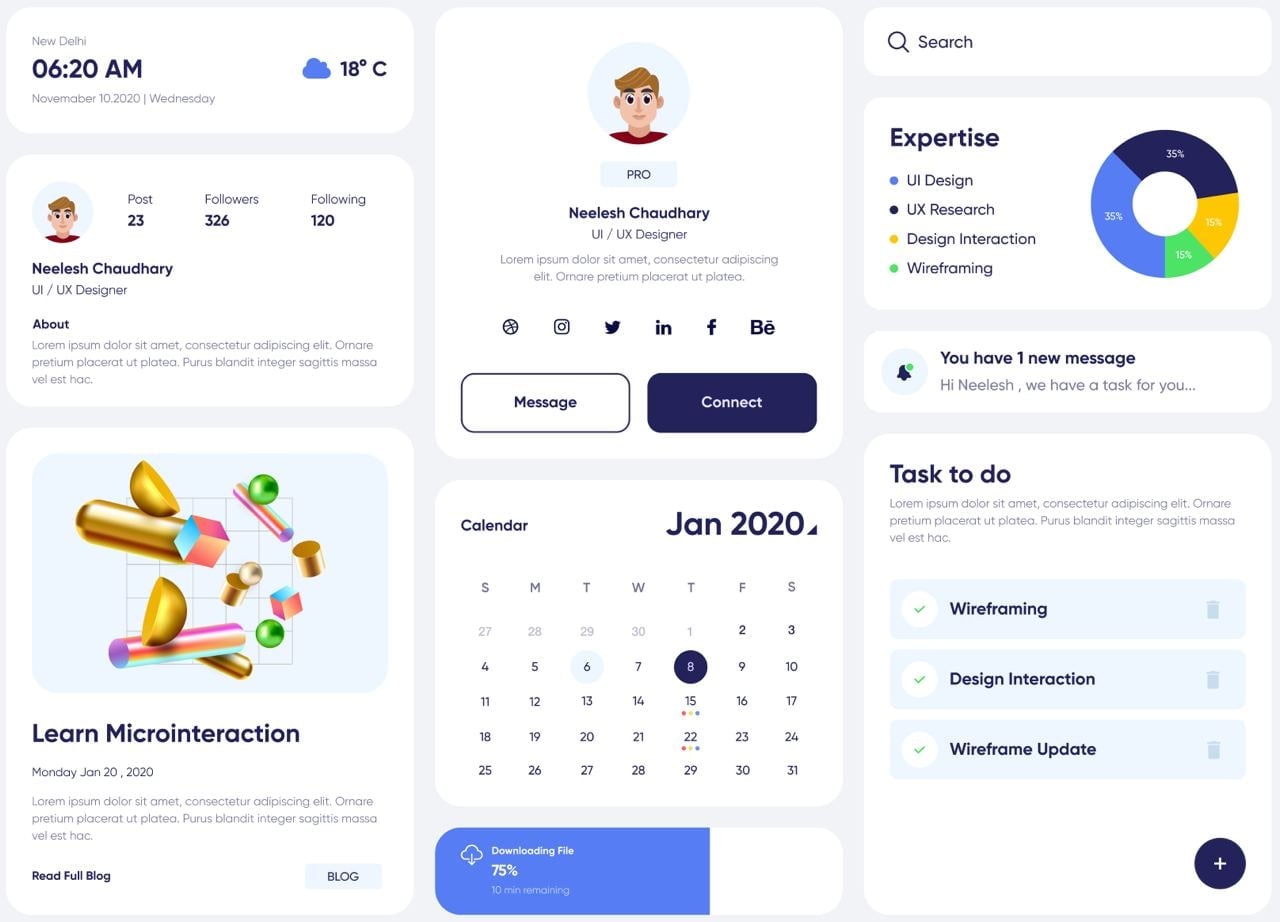 New Delhi
06:20 AM
18° C
Novemaber 10.2020 | Wednesday
Post
Followers
Following
23
326
120
Neelesh Chaudhary
UI / UX Designer
About
Lorem ipsum dolor sit amet, consectetur adipiscing elit. Ornare
pretium placerat ut platea. Purus blandit integer sagittis massa
vel est hac.
Learn Microinteraction
Monday Jan 20 , 2020
Lorem ipsum dolor sit amet, consectetur adipiscing elit. Ornare
pretium placerat ut platea. Purus blandit integer sagittis massa
vel est hac.
Read Full Blog
BLOG
PRO
Neelesh Chaudhary
UI / UX Designer
Lorem ipsum dolor sit amet, consectetur adipiscing
elit. Ornare pretium placerat ut platea.
in
f
Bē
Message
Connect
Calendar
Jan 2020
S M T W T F S
27 28 29 30 1 2 3
4 5 6 7 8 9 10
11 12 13 14 15 16 17
18 19 20 21 22 23 24
25 26 27 28 29 30 31
Downloading File
75%
10 min remaining
Search
Expertise
UI Design
UX Research
Design Interaction
Wireframing
35%
35%
15%
15%
You have 1 new message
Hi Neelesh , we have a task for you...
Task to do
Lorem ipsum dolor sit amet, consectetur adipiscing elit. Ornare
pretium placerat ut platea. Purus blandit integer sagittis massa
vel est hac.
Wireframing
Design Interaction
Wireframe Update
+